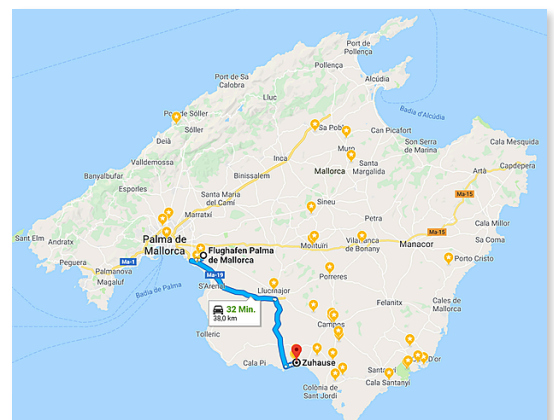 Port de
Pollença
Pollença
Port de Sa
Calobra
Alcúdia
Lluc
Badia d'Alcúdia
Port de Sóller
Sóller
Sa Pobla
Can Picafort
Cala Mesquida
Deià
Muro
Son Serra
de Marina
Capdepera
Valldemossa
Inca
Santa
Margalida
Artà
Banyalbufar
Binissalem
Mallorca
Esporles
Santa Maria
del Camí
Sineu
Ma-15
Marratxí
Petra
Cala Millor
Sant Elm
Andratx
Palma de
Mallorca
Montuïri
Vilafranca
de Bonany
Ma-15
Manacor
Sa Coma
Peguera
Ma-1
Flughafen Palma
de Mallorca
Porto Cristo
Palmanova
Magaluf
Ma-19
Porreres
Badia de Palma
S'Arenal
Llucmajor
Felanitx
Cales de
Mallorca
32 Min.
38,0 km
Campos
Tolleric
Cala Pi
Zuhause
Cala D'or
Santanyí
Cala Santanyí
Colònia de
Sant Jordi